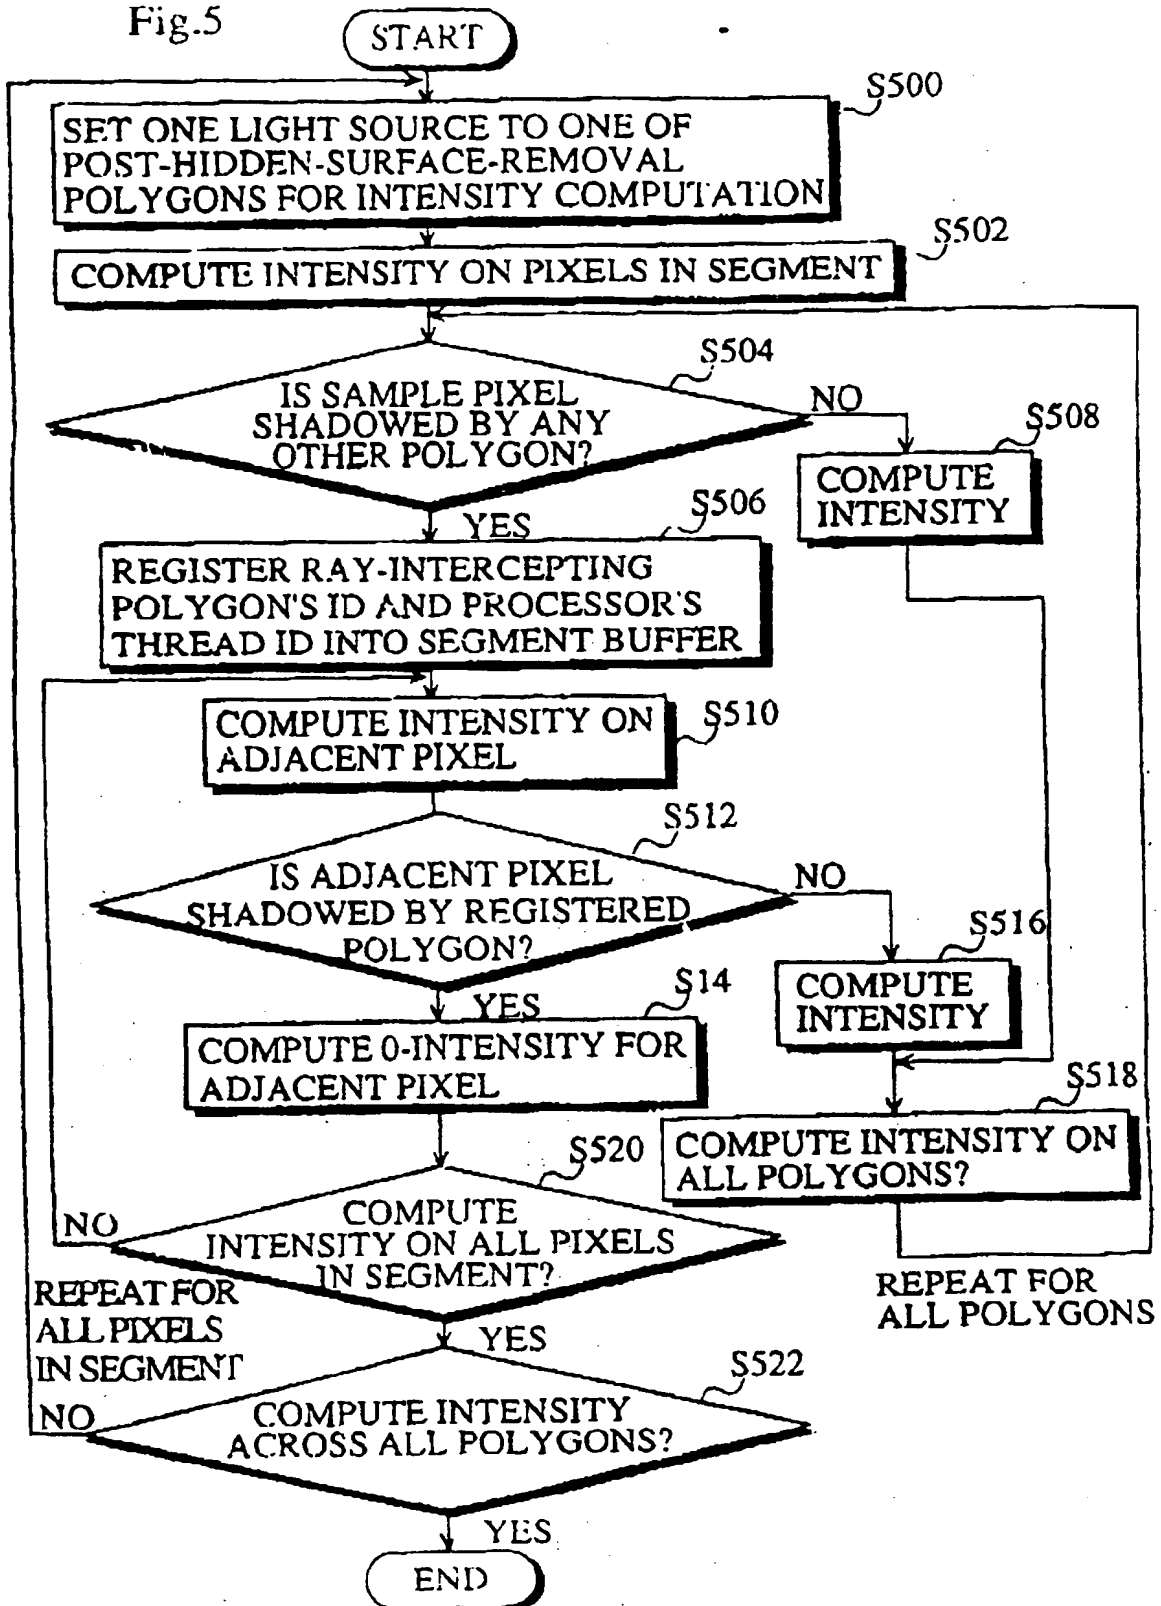 Fig.5
START
S500
SET ONE LIGHT SOURCE TO ONE OF
POST-HIDDEN-SURFACE-REMOVAL
POLYGONS FOR INTENSITY COMPUTATION
S502
COMPUTE INTENSITY ON PIXELS IN SEGMENT
S504
IS SAMPLE PIXEL
SHADOWED BY ANY
OTHER POLYGON?
NO
S508
COMPUTE
INTENSITY
YES
S506
REGISTER RAY-INTERCEPTING
POLYGON'S ID AND PROCESSOR'S
THREAD ID INTO SEGMENT BUFFER
S510
COMPUTE INTENSITY ON
ADJACENT PIXEL
S512
IS ADJACENT PIXEL
SHADOWED BY REGISTERED
POLYGON?
NO
S516
COMPUTE
INTENSITY
YES
S14
COMPUTE 0-INTENSITY FOR
ADJACENT PIXEL
S518
COMPUTE INTENSITY ON
ALL POLYGONS?
REPEAT FOR
ALL POLYGONS
S520
COMPUTE
INTENSITY ON ALL PIXELS
IN SEGMENT?
NO
REPEAT FOR
ALL PIXELS
IN SEGMENT
YES
S522
COMPUTE INTENSITY
ACROSS ALL POLYGONS?
NO
YES
END